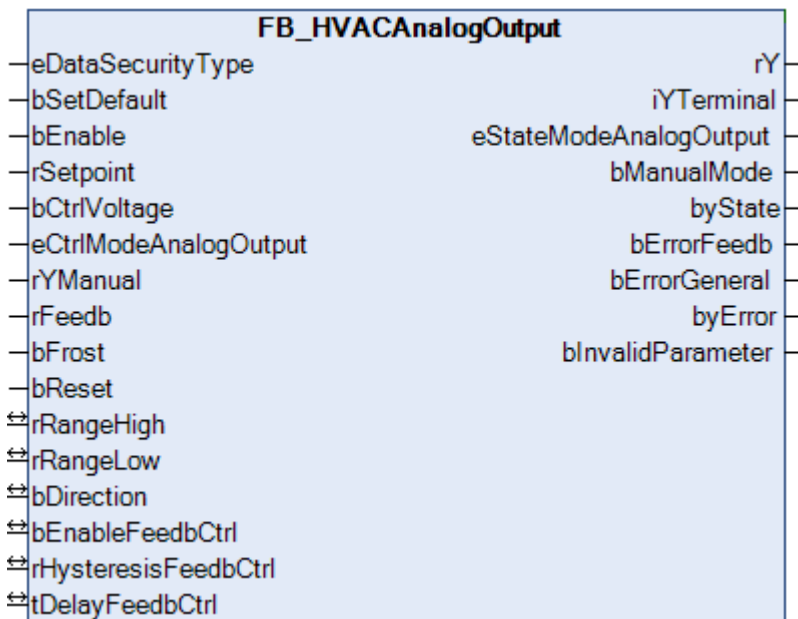 FB_HVACAnalogOutput
eDataSecurityType rY
bSetDefault iYTerminal
bEnable eStateModeAnalogOutput
rSetpoint bManualMode
bCtrlVoltage byState
eCtrlModeAnalogOutput bErrorFeedb
rYManual bErrorGeneral
rFeedb byError
bFrost bInvalidParameter
bReset
rRangeHigh
rRangeLow
bDirection
bEnableFeedbCtrl
rHysteresisFeedbCtrl
tDelayFeedbCtrl